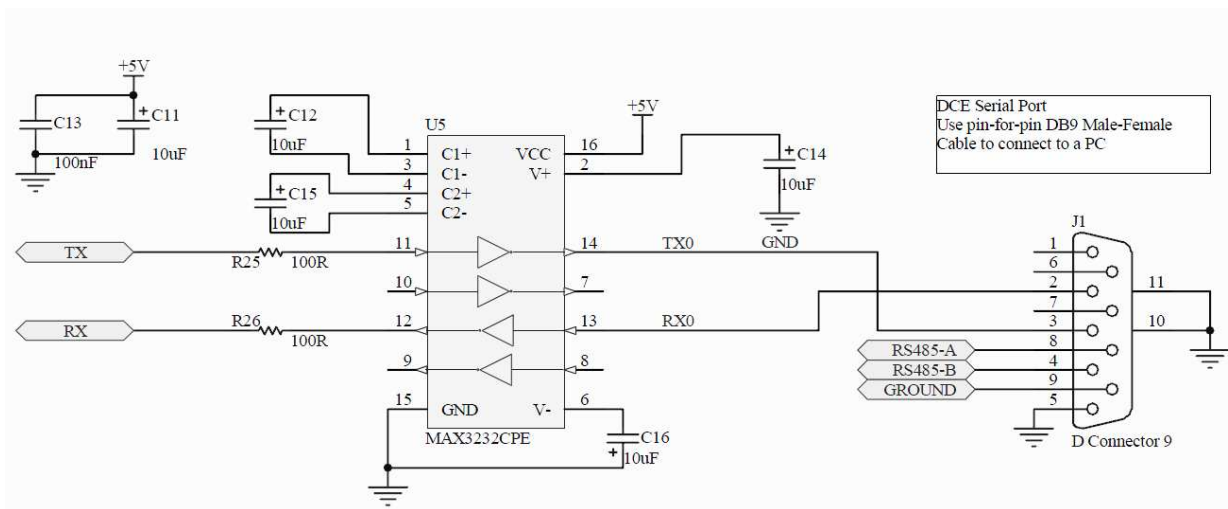 +5V
C13
100nF
+
C11
10uF
+
C12
10uF
+
C15
10uF
U5
1
3
4
5
C1+
C1-
C2+
C2-
VCC
V+
16
2
+5V
+
C14
10uF
GND
DCE Serial Port
Use pin-for-pin DB9 Male-Female
Cable to connect to a PC
TX
R25
100R
11
14
TX0
10
7
RX
R26
100R
12
13
RX0
9
8
15
GND
V-
6
MAX3232CPE
C16
+
10uF
J1
1
6
2
7
3
8
4
9
5
11
10
RS485-A
RS485-B
GROUND
D Connector 9